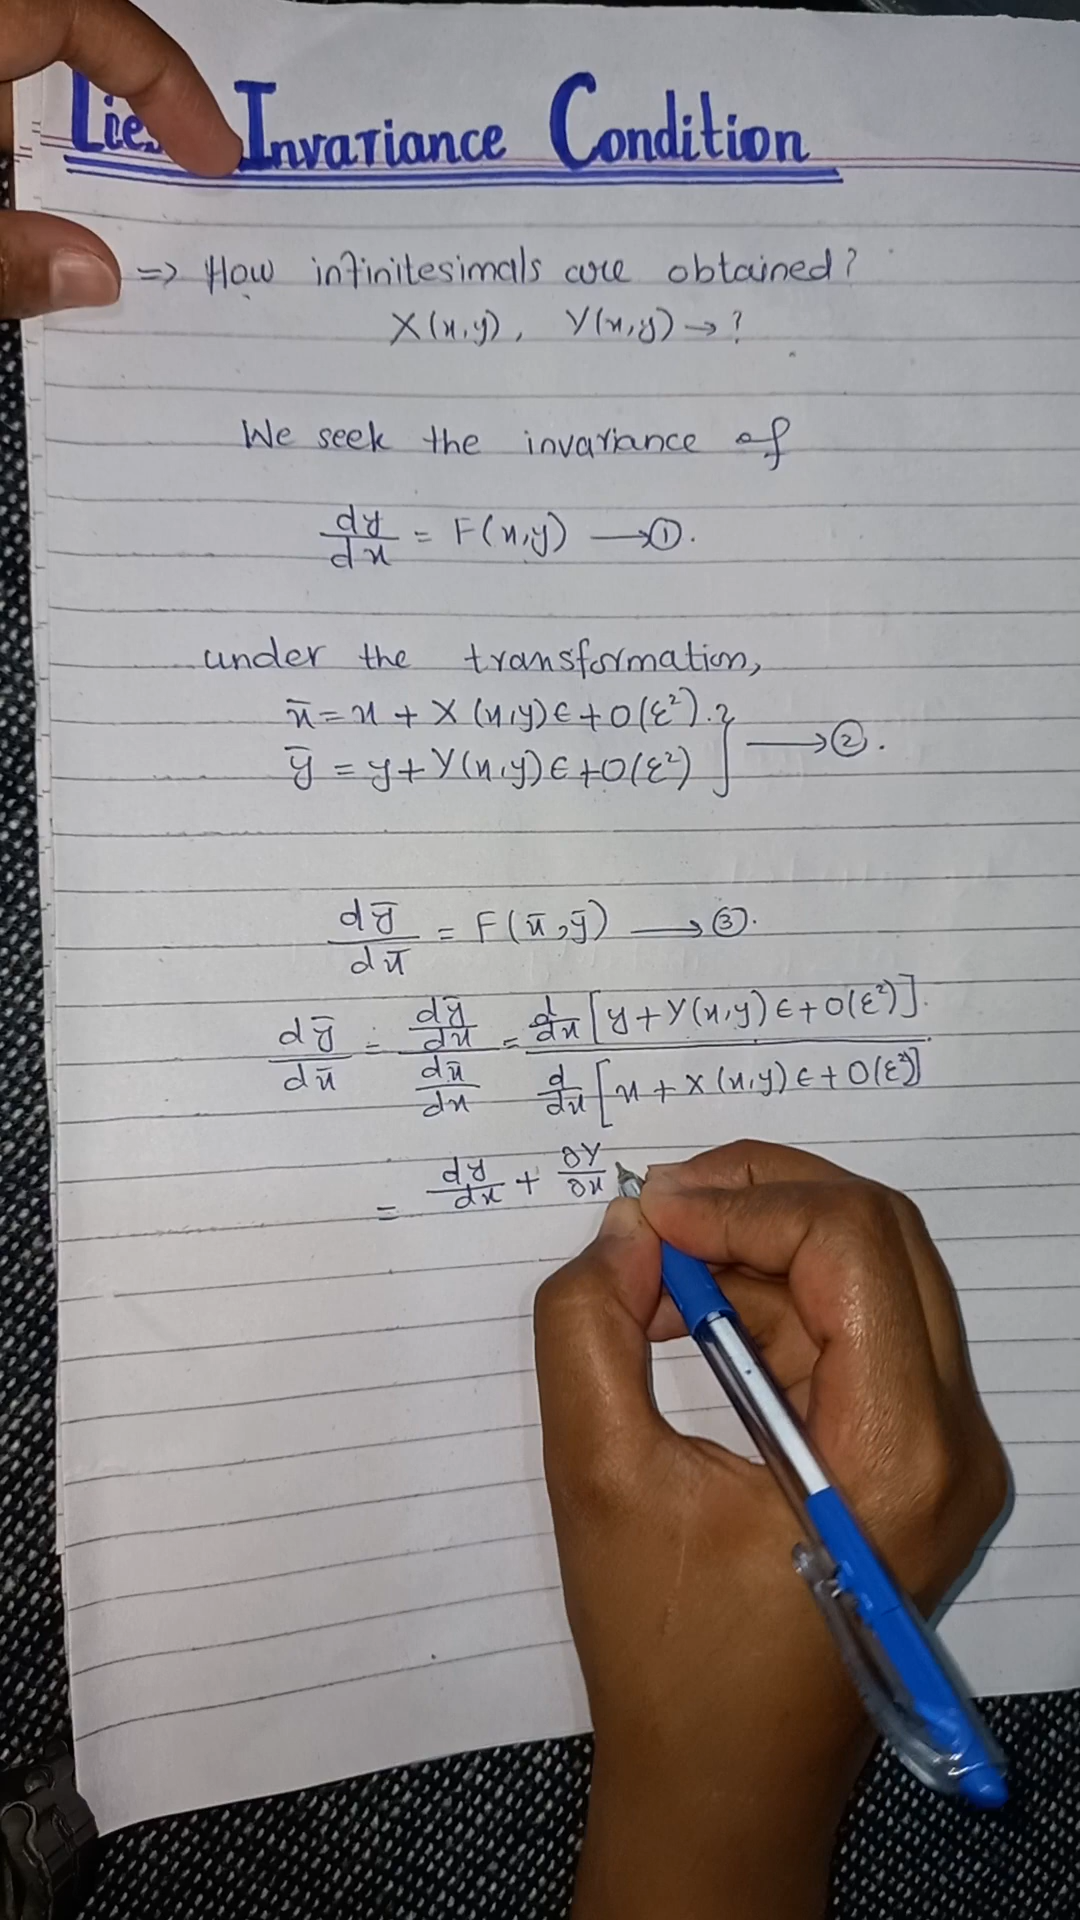 Lies Invariance Condition
=> How infinitesimals are obtained?
X(x,y), Y(x,y) → ?
We seek the invariance of
dy/dx = F(x,y) → ①.
under the transformation,
x̄ = x + X(x,y)ϵ + O(ε²).}
ȳ = y + Y(x,y)ϵ + O(ε²) } → ②.
dȳ/dx̄ = F(x̄,ȳ) → ③.
dȳ/dx̄ = (dȳ/dx)/(dx̄/dx) = (d/dx [y + Y(x,y)ϵ + O(ε²)].)/(d/dx [x + X(x,y)ϵ + O(ε²)])
= dy/dx + ∂Y/∂x